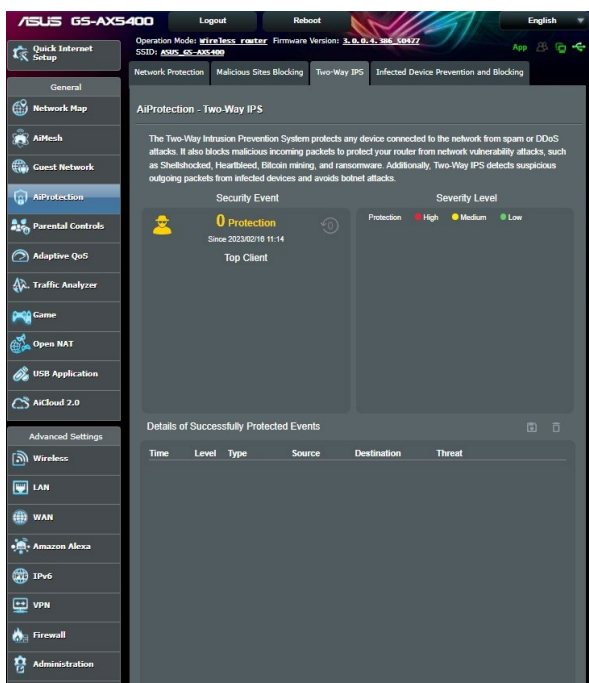 ASUS GS-AX5400
Logout
Reboot
English
Quick Internet
Setup
Operation Mode: Wireless router Firmware Version: 3.0.0.4.386_50477
SSID: ASUS_GS-AX5400
App
Network Protection
Malicious Sites Blocking
Two-Way IPS
Infected Device Prevention and Blocking
General
Network Map
AiMesh
Guest Network
AiProtection
Parental Controls
Adaptive QoS
Traffic Analyzer
Game
Open NAT
USB Application
AiCloud 2.0
Advanced Settings
Wireless
LAN
WAN
Amazon Alexa
IPv6
VPN
Firewall
Administration
AiProtection - Two-Way IPS
The Two-Way Intrusion Prevention System protects any device connected to the network from spam or DDoS
attacks. It also blocks malicious incoming packets to protect your router from network vulnerability attacks, such
as Shellshocked, Heartbleed, Bitcoin mining, and ransomware. Additionally, Two-Way IPS detects suspicious
outgoing packets from infected devices and avoids botnet attacks.
Security Event
0 Protection
Since 2023/02/16 11:14
Top Client
Severity Level
Protection High Medium Low
Details of Successfully Protected Events
Time Level Type Source Destination Threat